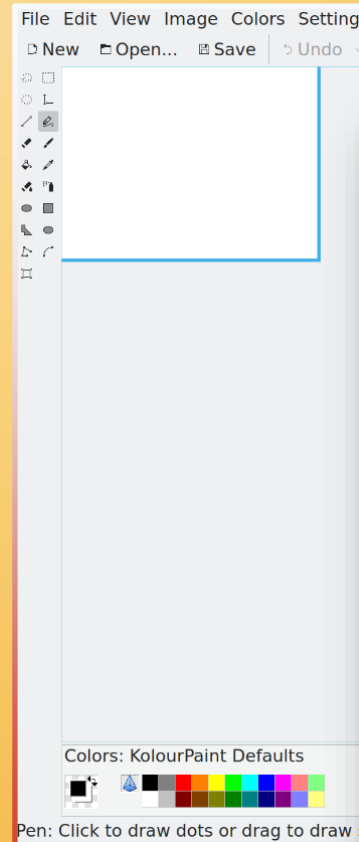 File Edit View Image Colors Setting
New Open... Save Undo
Colors: KolourPaint Defaults
Pen: Click to draw dots or drag to draw